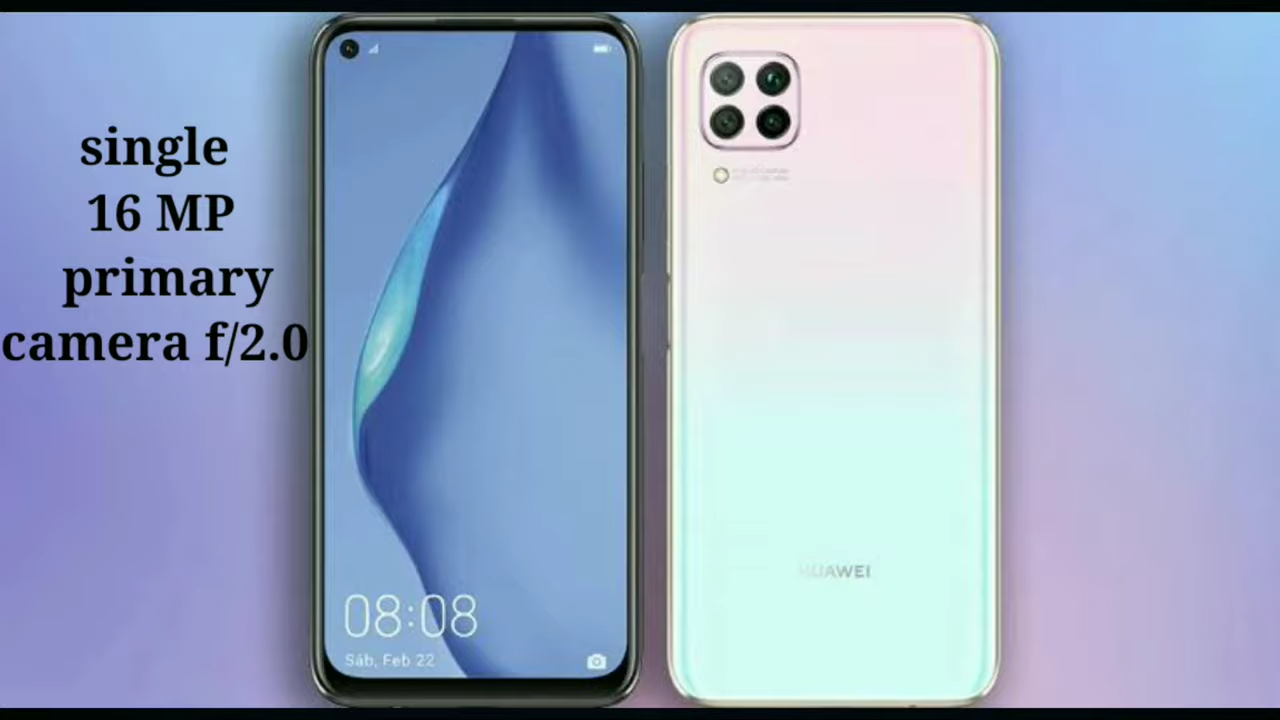 single
16 MP
primary
camera f/2.0
08:08
Sáb, Feb 22
HUAWEI